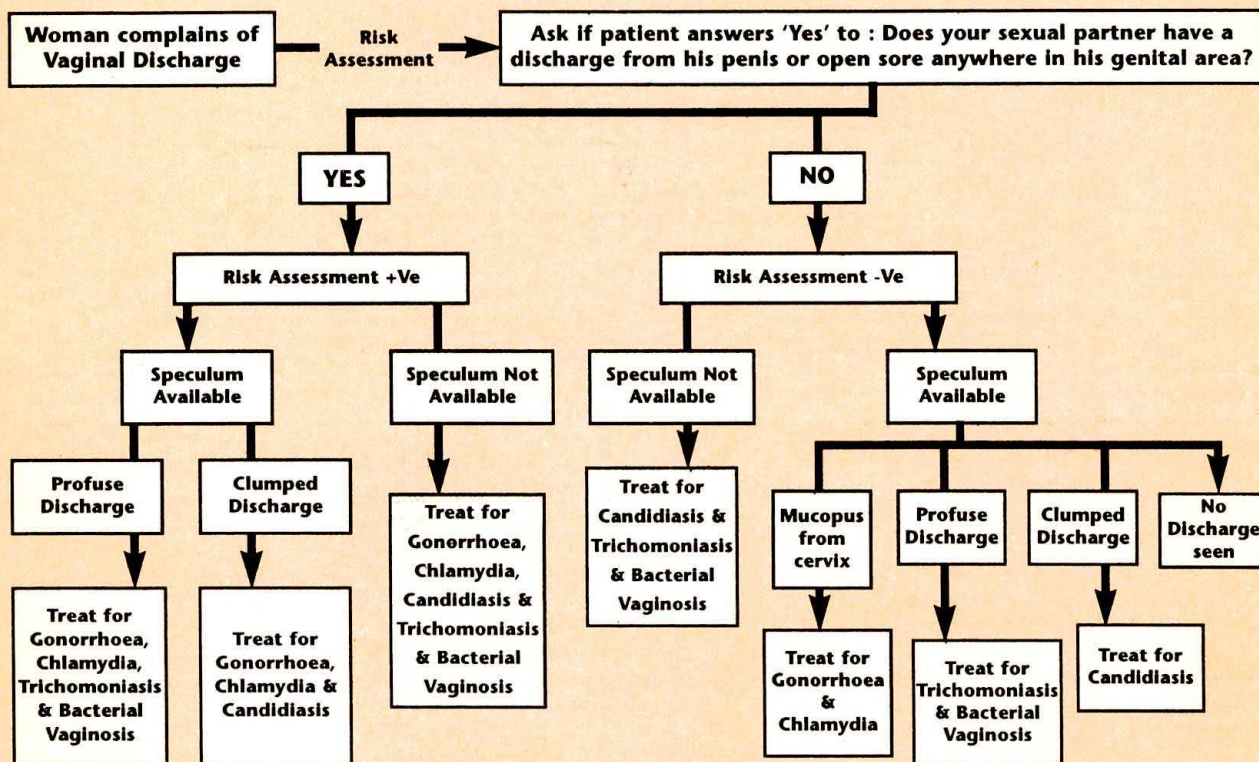 Woman complains of
Vaginal Discharge
Risk
Assessment
Ask if patient answers 'Yes' to : Does your sexual partner have a
discharge from his penis or open sore anywhere in his genital area?
YES
NO
Risk Assessment +Ve
Risk Assessment -Ve
Speculum
Available
Speculum Not
Available
Speculum Not
Available
Speculum
Available
Profuse
Discharge
Clumped
Discharge
Treat for
Gonorrhoea,
Chlamydia,
Candidiasis &
Trichomoniasis
& Bacterial
Vaginosis
Treat for
Candidiasis &
Trichomoniasis
& Bacterial
Vaginosis
Mucopus
from
cervix
Profuse
Discharge
Clumped
Discharge
No
Discharge
seen
Treat for
Gonorrhoea,
Chlamydia,
Trichomoniasis
& Bacterial
Vaginosis
Treat for
Gonorrhoea,
Chlamydia &
Candidiasis
Treat for
Gonorrhoea
&
Chlamydia
Treat for
Trichomoniasis
& Bacterial
Vaginosis
Treat for
Candidiasis